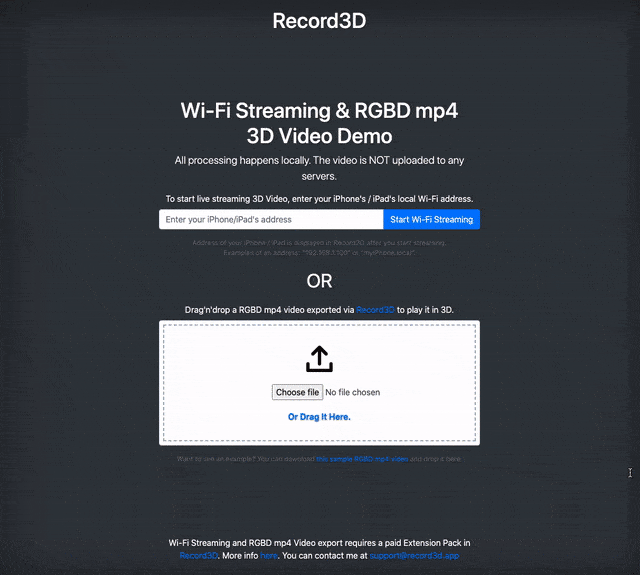 Record3D
Wi-Fi Streaming & RGBD mp4
3D Video Demo
All processing happens locally. The video is NOT uploaded to any
servers.
To start live streaming 3D Video, enter your iPhone's / iPad's local Wi-Fi address.
Enter your iPhone/iPad's address
Start Wi-Fi Streaming
Address of your iPhone / iPad is displayed in Record3D after you start streaming.
Examples of an address: "192.168.1.100" or "myiPhone.local".
OR
Drag'n'drop a RGBD mp4 video exported via Record3D to play it in 3D.
Choose file No file chosen
Or Drag It Here.
Want to see an example? You can download this sample RGBD mp4 video and drop it here.
Wi-Fi Streaming and RGBD mp4 Video export requires a paid Extension Pack in
Record3D. More info here. You can contact me at support@record3d.app